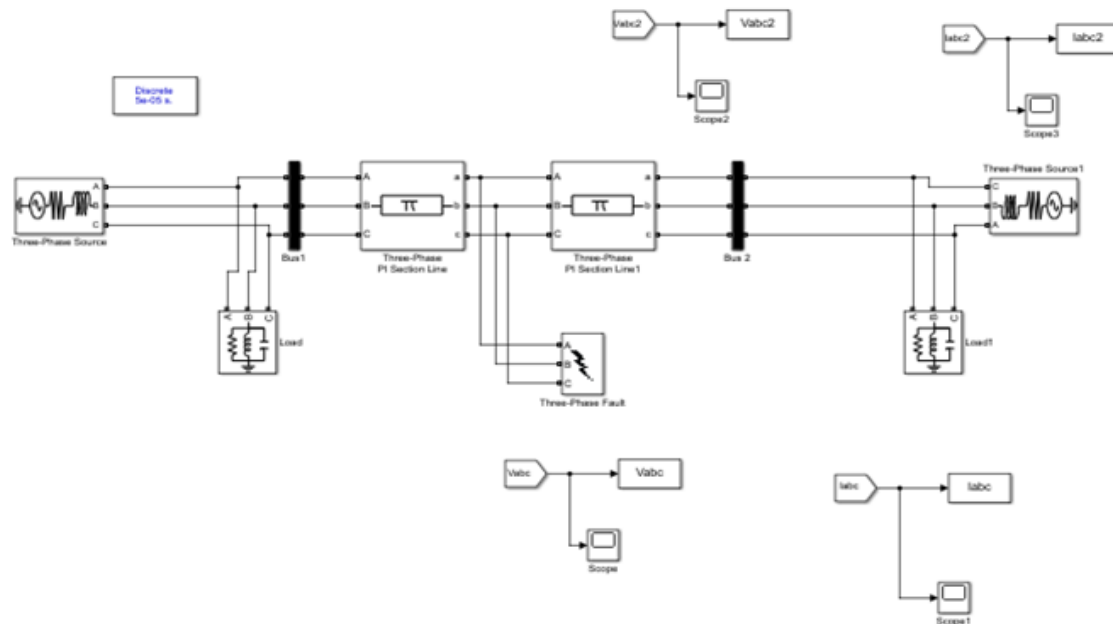 Vabc2
Vabc2
Iabc2
Iabc2
Discrete
5e-05 s.
Scope2
Scope3
Three-Phase Source1
A
B
C
Three-Phase Source
Bus1
A
B
C
π
a
b
c
Three-Phase
PI Section Line
A
B
C
π
a
b
c
Three-Phase
PI Section Line1
Bus 2
C
B
A
A
B
C
Load
A
B
C
Load1
A
B
C
Three-Phase Fault
Vabc
Vabc
Iabc
Iabc
Scope
Scope1